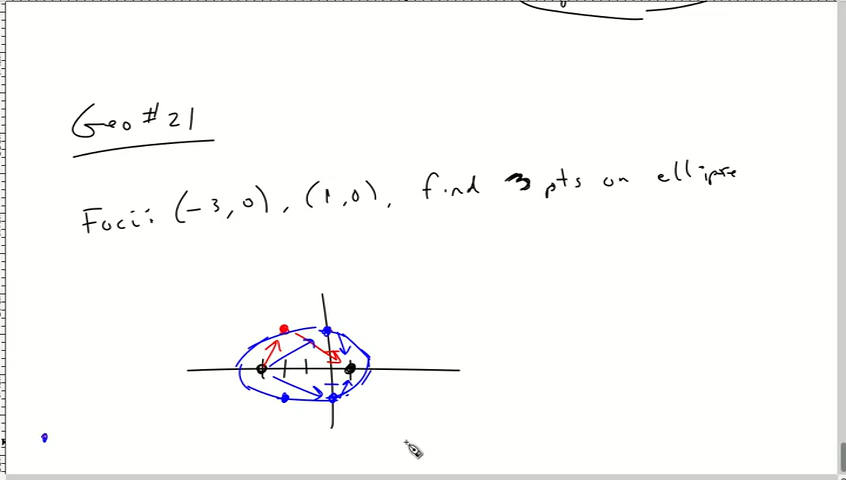 Geo #21
Foci: (-3,0), (1,0), find 3 pts on ellipse